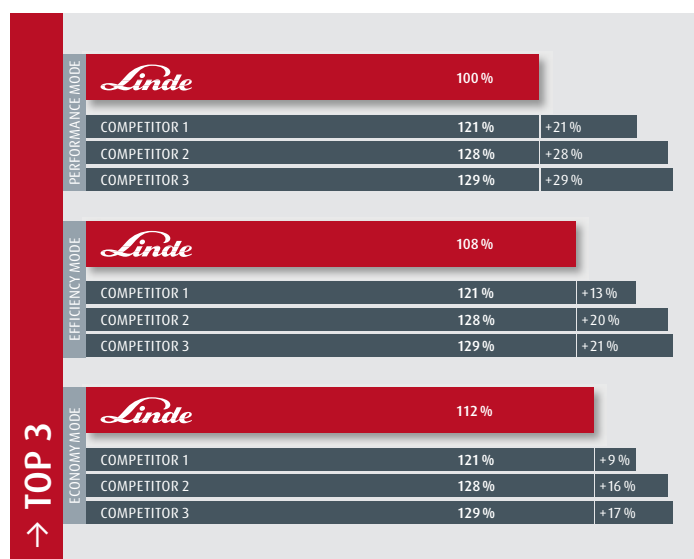 → TOP 3
PERFORMANCE MODE
Linde 100 %
COMPETITOR 1 121 % +21 %
COMPETITOR 2 128 % +28 %
COMPETITOR 3 129 % +29 %
EFFICIENCY MODE
Linde 108 %
COMPETITOR 1 121 % +13 %
COMPETITOR 2 128 % +20 %
COMPETITOR 3 129 % +21 %
ECONOMY MODE
Linde 112 %
COMPETITOR 1 121 % +9 %
COMPETITOR 2 128 % +16 %
COMPETITOR 3 129 % +17 %